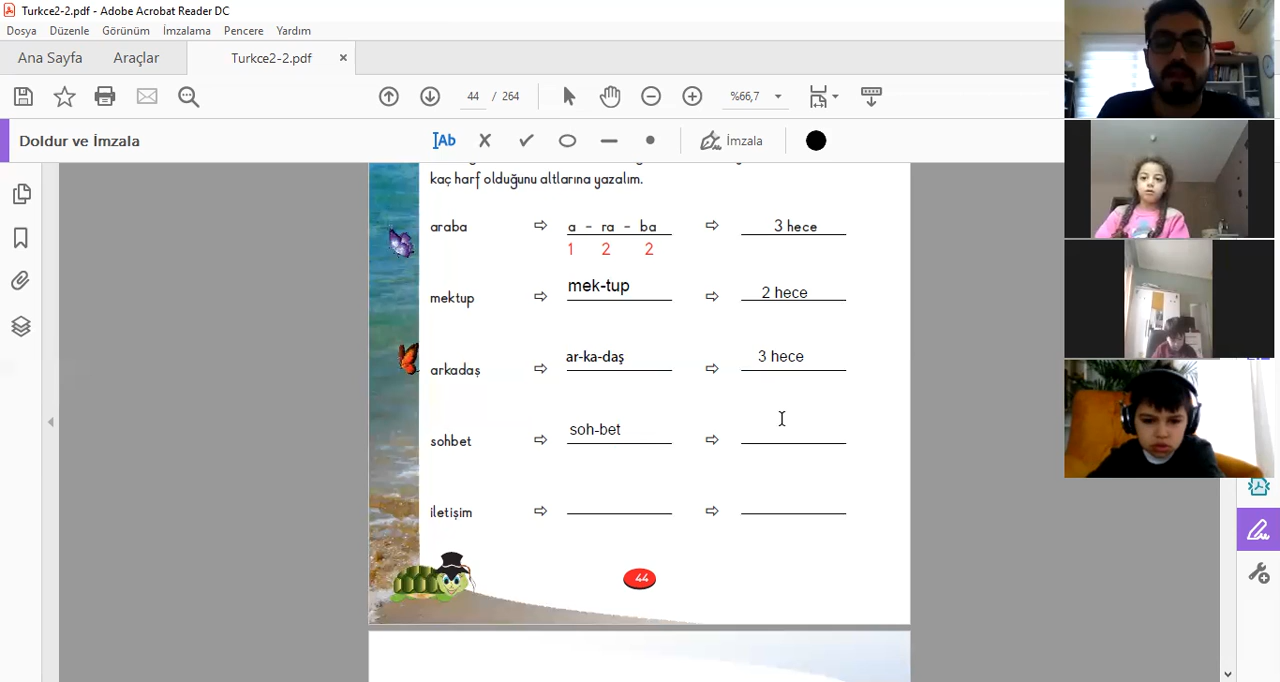 Turkce2-2.pdf - Adobe Acrobat Reader DC
Dosya Düzenle Görünüm İmzalama Pencere Yardım
Ana Sayfa Araçlar Turkce2-2.pdf ×
44 / 264 %66,7
Doldur ve İmzala Ab İmzala
kaç harf olduğunu altlarına yazalım.
araba ⇨ a - ra - ba ⇨ 3 hece
1 2 2
mektup ⇨ mek-tup ⇨ 2 hece
arkadaş ⇨ ar-ka-daş ⇨ 3 hece
sohbet ⇨ soh-bet ⇨
iletişim ⇨ ⇨
44